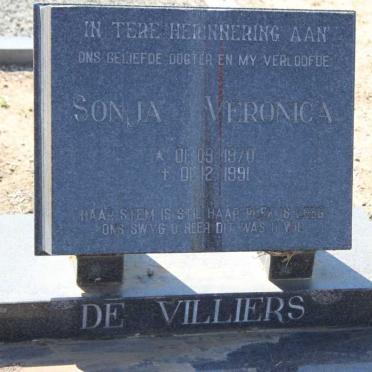 IN TERE HERINNERING AAN
ONS GELIEFDE DOGTER EN MY VERLOOFDE
SONJA VERONICA
★ 01.09.1970
✝ 01.12.1991
HAAR STEM IS STIL HAAR PLEK IS LEEG
ONS SWYG O HEER DIT WAS U WIL
DE VILLIERS